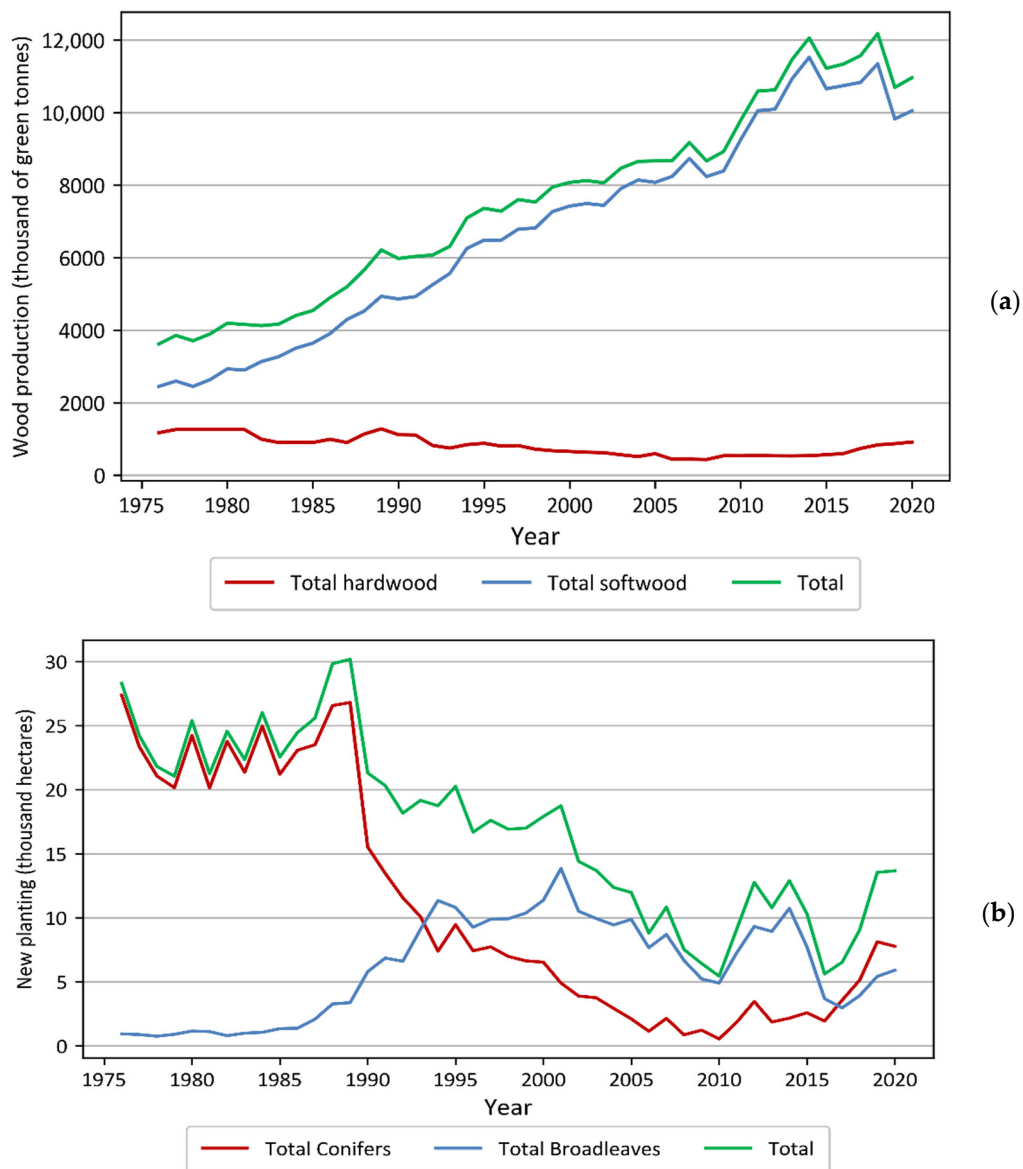 12,000
10,000
8000
6000
4000
2000
0
Wood production (thousand of green tonnes)
1975 1980 1985 1990 1995 2000 2005 2010 2015 2020
Year
Total hardwood Total softwood Total
(a)
30
25
20
15
10
5
0
New planting (thousand hectares)
1975 1980 1985 1990 1995 2000 2005 2010 2015 2020
Year
Total Conifers Total Broadleaves Total
(b)